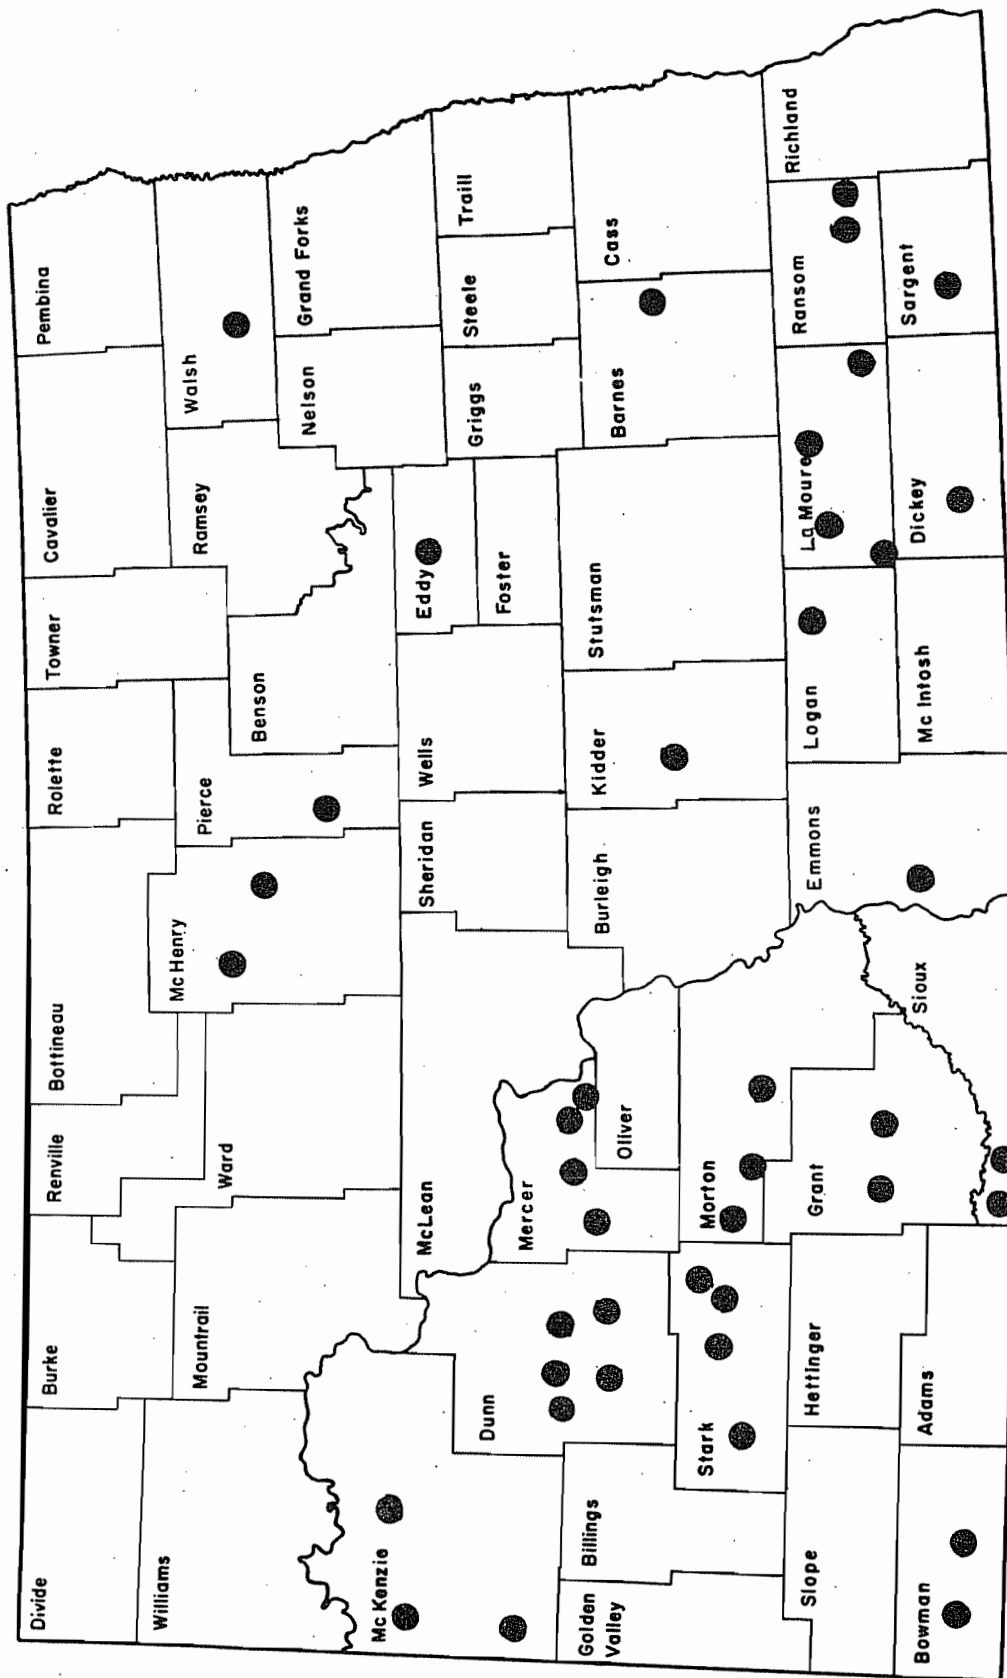 Divide
Burke
Renville
Bottineau
Rolette
Towner
Cavalier
Pembina
Williams
Mountrail
Ward
Mc Henry
Pierce
Benson
Ramsey
Walsh
Nelson
Grand Forks
Mc Kenzie
Dunn
McLean
Mercer
Oliver
Sheridan
Wells
Eddy
Foster
Griggs
Steele
Traill
Golden
Valley
Billings
Stark
Morton
Burleigh
Kidder
Stutsman
Barnes
Cass
Slope
Hettinger
Grant
Emmons
Logan
La Moure
Ransom
Richland
Bowman
Adams
Sioux
Mc Intosh
Dickey
Sargent